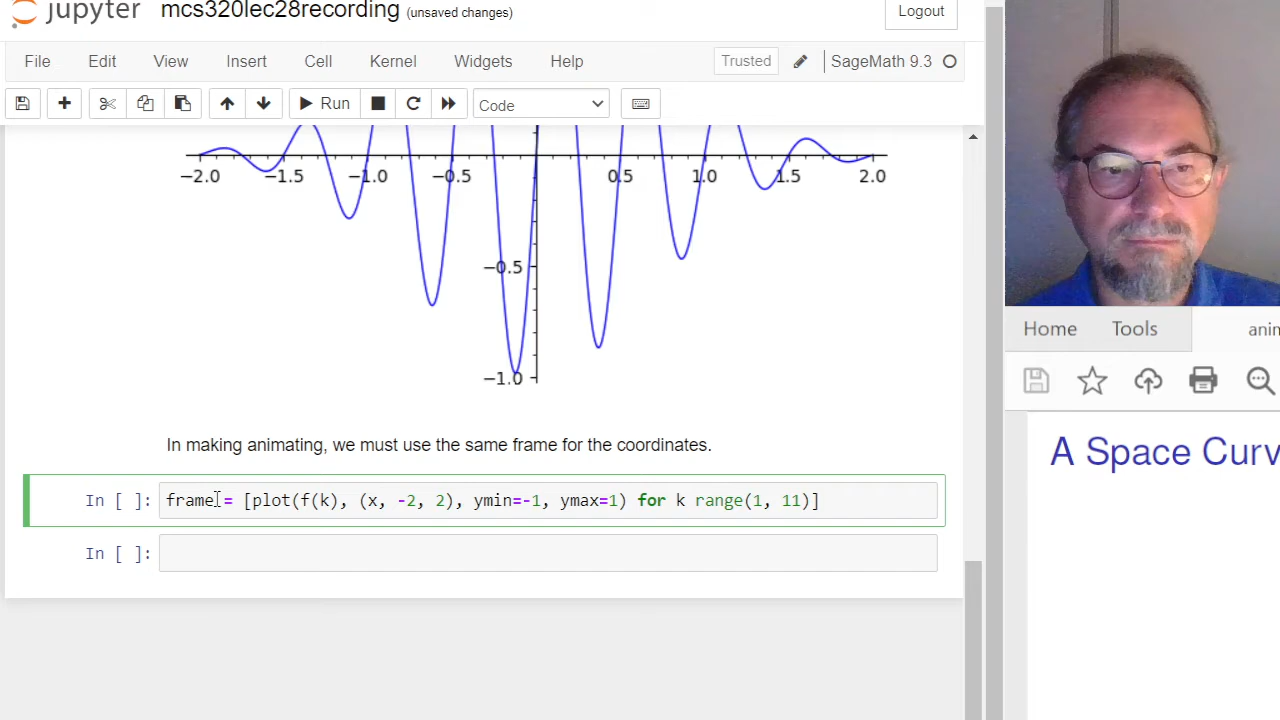 jupyter mcs320lec28recording (unsaved changes) Logout
File Edit View Insert Cell Kernel Widgets Help Trusted SageMath 9.3
Run Code
−2.0 −1.5 −1.0 −0.5 0.5 1.0 1.5 2.0
−0.5
−1.0
In making animating, we must use the same frame for the coordinates.
In [ ]: frame = [plot(f(k), (x, -2, 2), ymin=-1, ymax=1) for k range(1, 11)]
In [ ]:
Home Tools anim
A Space Curv